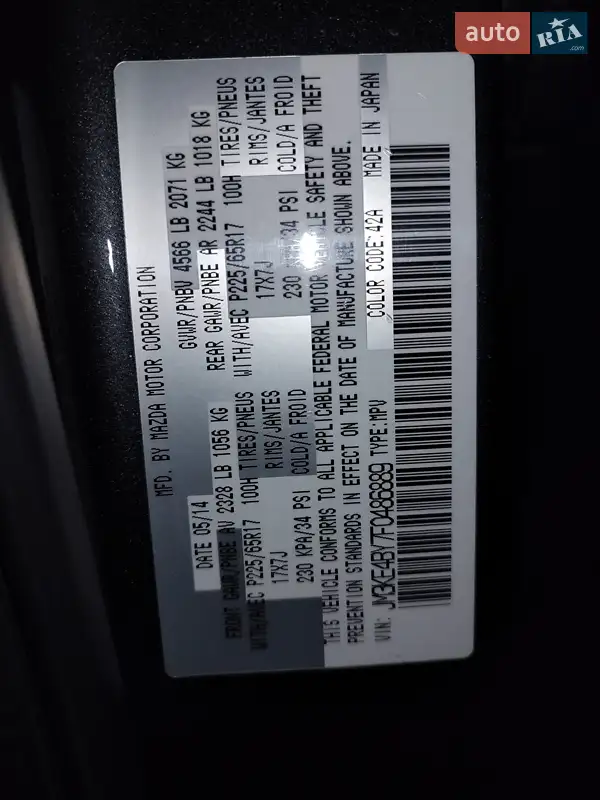 auto RIA .com
MFD. BY MAZDA MOTOR CORPORATION
DATE 05/14 GVWR/PNBV 4566 LB 2071 KG
FRONT GAWR/PNBE AV 2328 LB 1056 KG REAR GAWR/PNBE AR 2244 LB 1018 KG
WITH/AVEC P225/65R17 100H TIRES/PNEUS WITH/AVEC P225/65R17 100H TIRES/PNEUS
17X7J RIMS/JANTES 17X7J RIMS/JANTES
230 KPA/34 PSI COLD/A FROID 230 34 PSI COLD/A FROID
THIS VEHICLE CONFORMS TO ALL APPLICABLE FEDERAL MOTOR SAFETY AND THEFT
PREVENTION STANDARDS IN EFFECT ON THE DATE OF MANUFACTURE SHOWN ABOVE.
VIN: JM3KE4BY7F0486889 TYPE:MPV COLOR CODE:42A MADE IN JAPAN